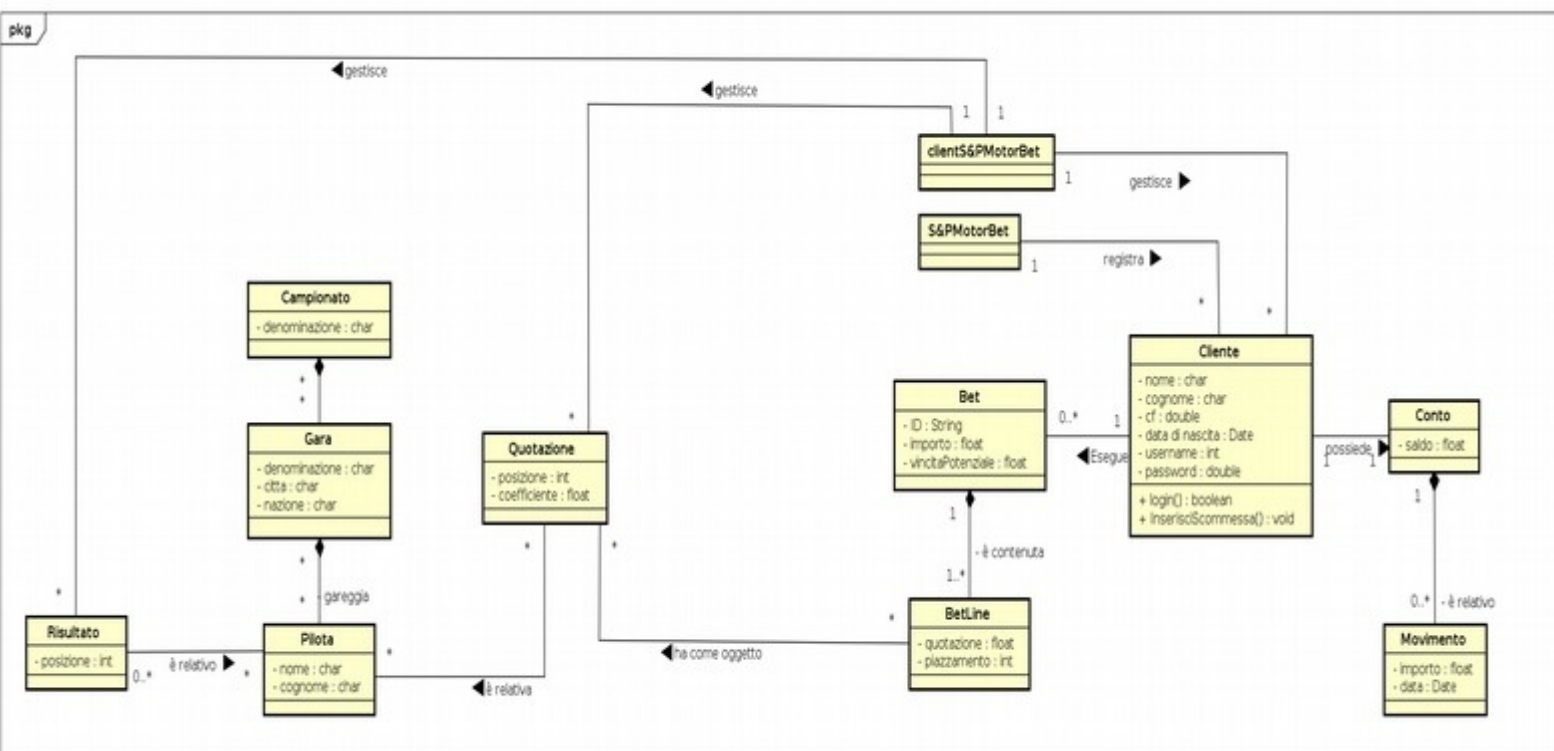 pkg
gestisce
gestisce
1
1
clientS&PMotorBet
1
gestisce
S&PMotorBet
1
registra
*
*
Campionato
- denominazione : char
*
*
Gara
- denominazione : char
- citta : char
- nazione : char
*
*
- gareggia
*
Risultato
- posizione : int
0..*
è relativo
*
Pilota
- nome : char
- cognome : char
*
è relativa
*
Quotazione
- posizione : int
- coefficiente : float
*
*
ha come oggetto
*
Bet
- ID : String
- importo : float
- vincitaPotenziale : float
0..*
1
Esegue
1
- è contenuta
1..*
BetLine
- quotazione : float
- piazzamento : int
Cliente
- nome : char
- cognome : char
- cf : double
- data di nascita : Date
- username : int
- password : double
+ login() : boolean
+ InserisciScommessa() : void
possiede
1
1
Conto
- saldo : float
1
0..*
- è relativo
Movimento
- importo : float
- data : Date